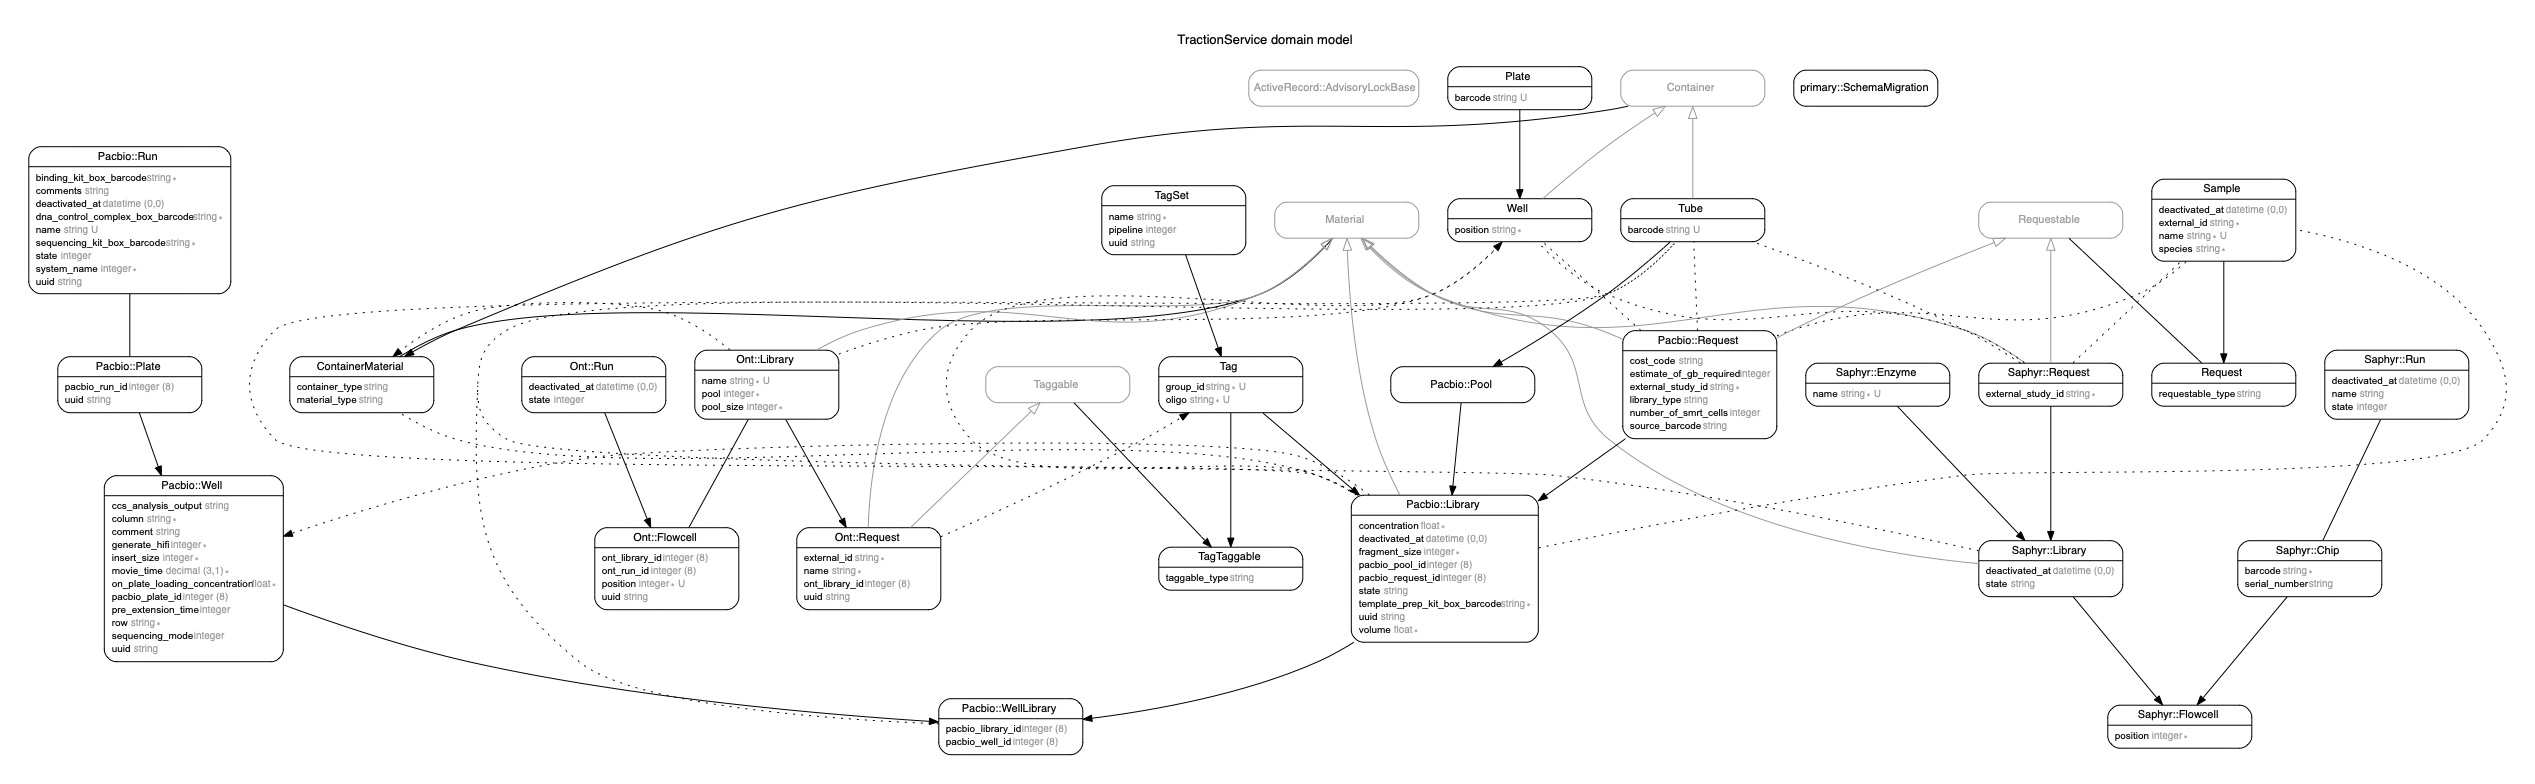 TractionService domain model
ActiveRecord::AdvisoryLockBase
Plate
barcode string U
Container
primary::SchemaMigration
Pacbio::Run
binding_kit_box_barcode string ∗
comments string
deactivated_at datetime (0,0)
dna_control_complex_box_barcode string ∗
name string U
sequencing_kit_box_barcode string ∗
state integer
system_name integer ∗
uuid string
TagSet
name string ∗
pipeline integer
uuid string
Material
Well
position string ∗
Tube
barcode string U
Requestable
Sample
deactivated_at datetime (0,0)
external_id string ∗
name string ∗ U
species string ∗
Pacbio::Plate
pacbio_run_id integer (8)
uuid string
ContainerMaterial
container_type string
material_type string
Ont::Run
deactivated_at datetime (0,0)
state integer
Ont::Library
name string ∗ U
pool integer ∗
pool_size integer ∗
Taggable
Tag
group_id string ∗ U
oligo string ∗ U
Pacbio::Pool
Pacbio::Request
cost_code string
estimate_of_gb_required integer
external_study_id string ∗
library_type string
number_of_smrt_cells integer
source_barcode string
Saphyr::Enzyme
name string ∗ U
Saphyr::Request
external_study_id string ∗
Request
requestable_type string
Saphyr::Run
deactivated_at datetime (0,0)
name string
state integer
Pacbio::Well
ccs_analysis_output string
column string ∗
comment string
generate_hifi integer ∗
insert_size integer ∗
movie_time decimal (3,1) ∗
on_plate_loading_concentration float ∗
pacbio_plate_id integer (8)
pre_extension_time integer
row string ∗
sequencing_mode integer
uuid string
Ont::Flowcell
ont_library_id integer (8)
ont_run_id integer (8)
position integer ∗ U
uuid string
Ont::Request
external_id string ∗
name string ∗
ont_library_id integer (8)
uuid string
TagTaggable
taggable_type string
Pacbio::Library
concentration float ∗
deactivated_at datetime (0,0)
fragment_size integer ∗
pacbio_pool_id integer (8)
pacbio_request_id integer (8)
state string
template_prep_kit_box_barcode string ∗
uuid string
volume float ∗
Saphyr::Library
deactivated_at datetime (0,0)
state string
Saphyr::Chip
barcode string ∗
serial_number string
Pacbio::WellLibrary
pacbio_library_id integer (8)
pacbio_well_id integer (8)
Saphyr::Flowcell
position integer ∗